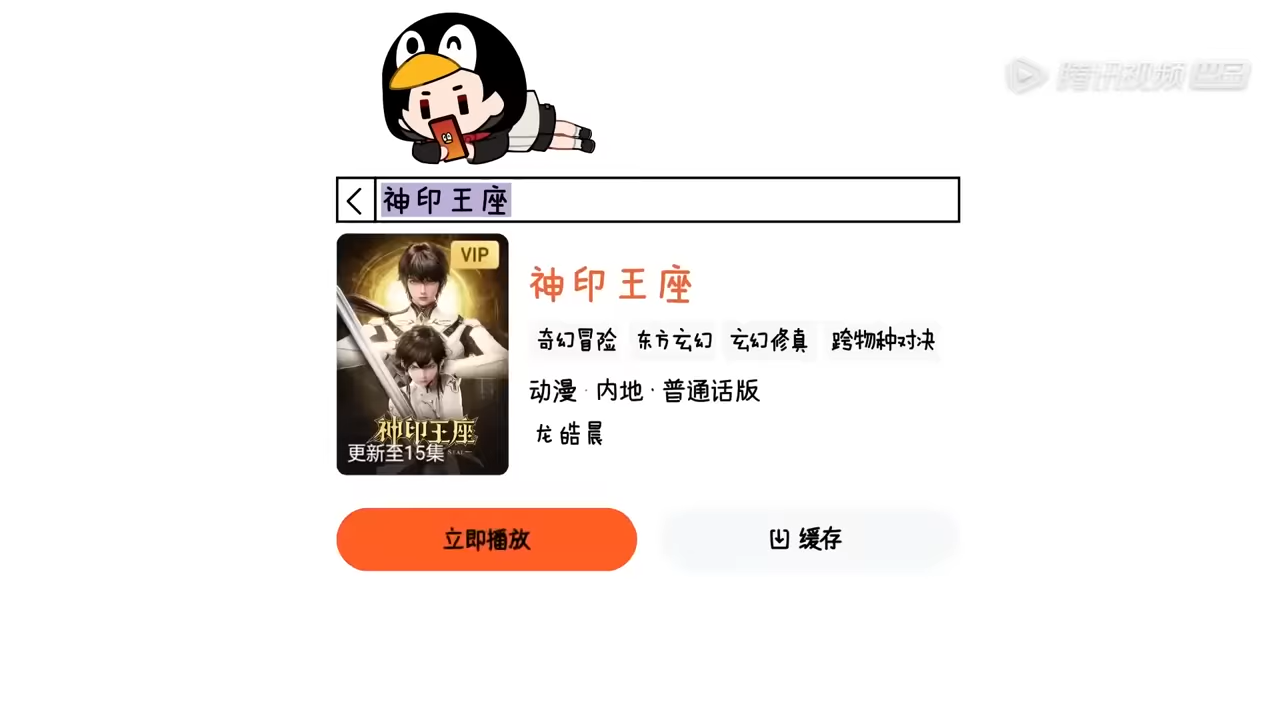 腾讯视频
神印王座
VIP
神印王座
奇幻冒险 东方玄幻 玄幻修真 跨物种对决
动漫·内地·普通话版
龙皓晨
神印王座
更新至15集
立即播放 缓存